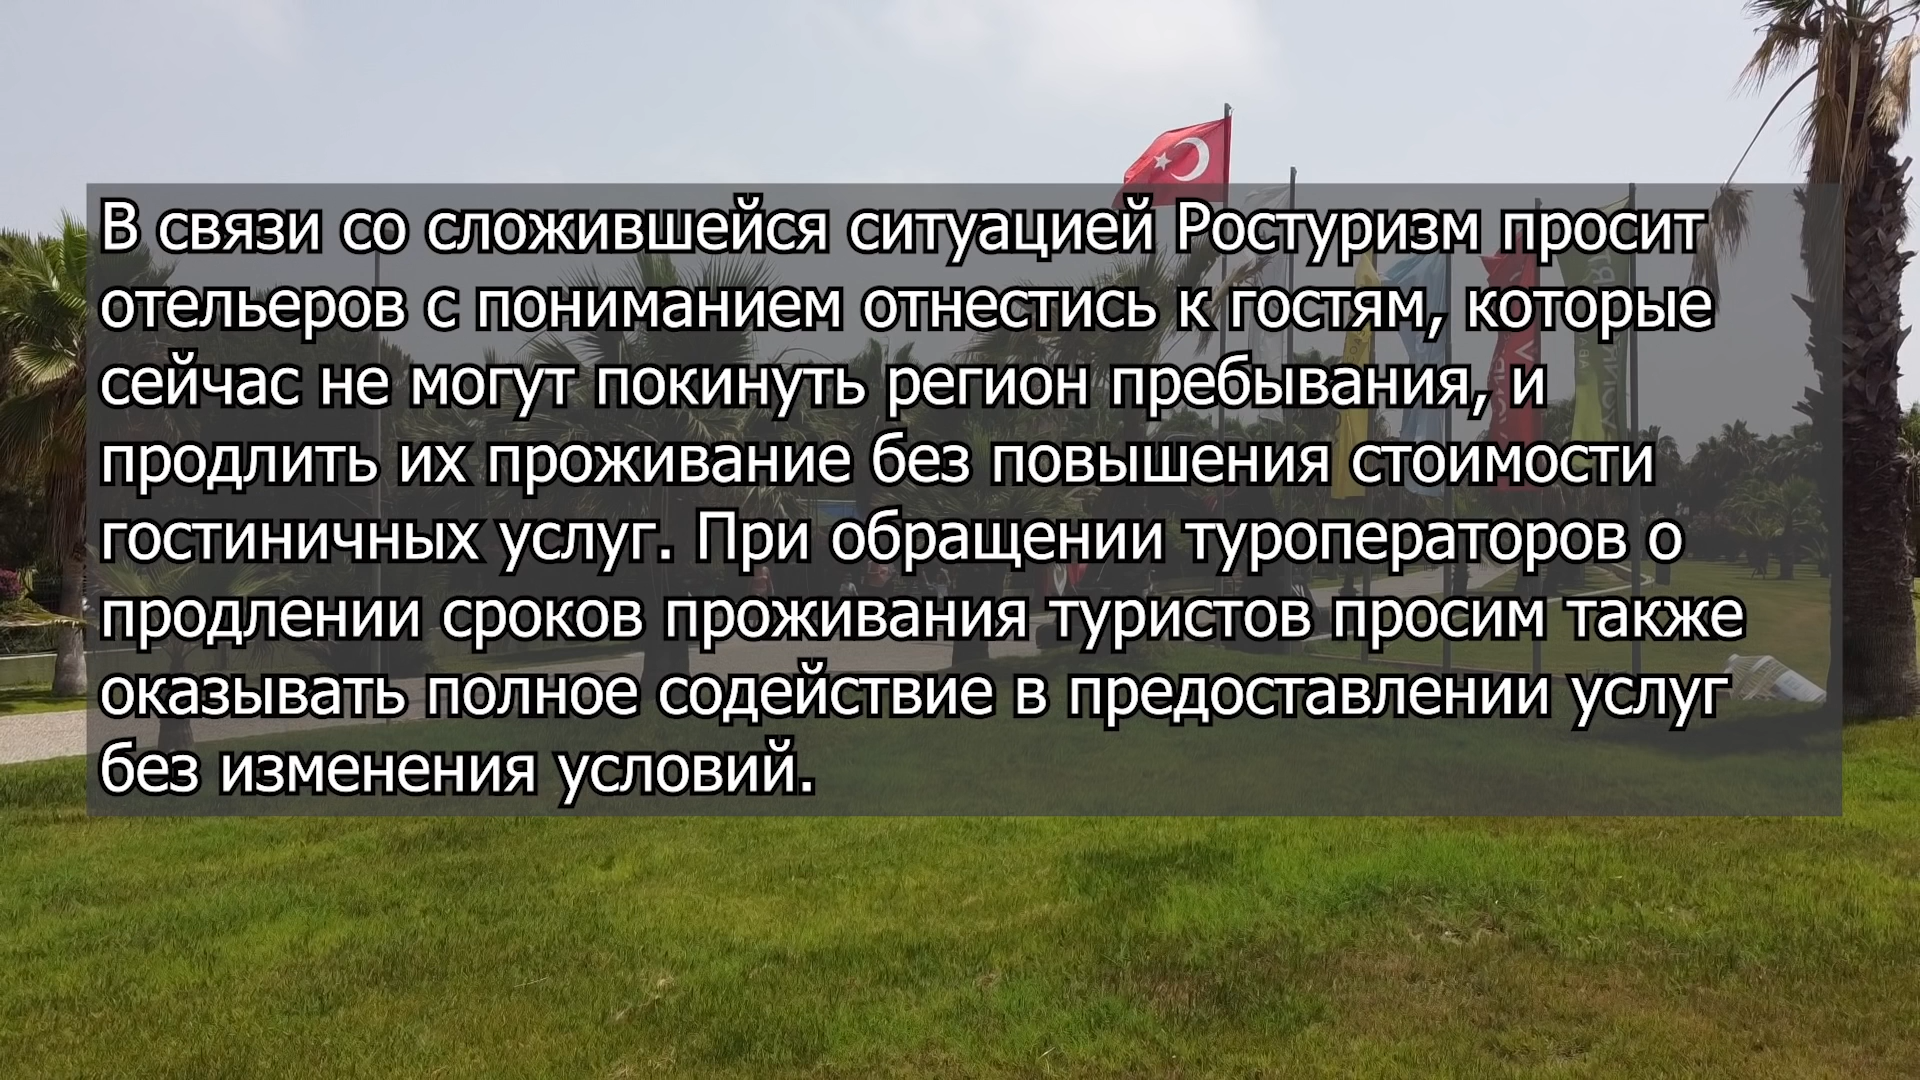 В связи со сложившейся ситуацией Ростуризм просит
отельеров с пониманием отнестись к гостям, которые
сейчас не могут покинуть регион пребывания, и
продлить их проживание без повышения стоимости
гостиничных услуг. При обращении туроператоров о
продлении сроков проживания туристов просим также
оказывать полное содействие в предоставлении услуг
без изменения условий.